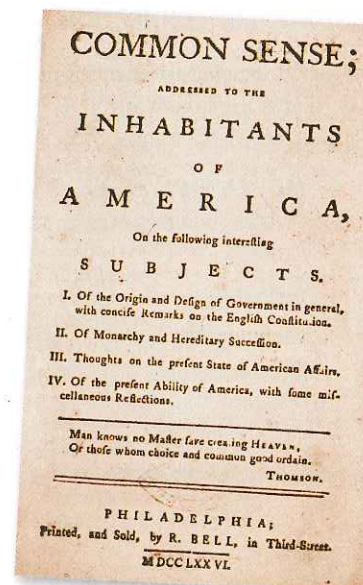 COMMON SENSE;
ADDRESSED TO THE
INHABITANTS
OF
AMERICA,
On the following intereſting
SUBJECTS.
I. Of the Origin and Deſign of Government in general,
with conciſe Remarks on the Engliſh Conſtitution.
II. Of Monarchy and Hereditary Succeſſion.
III. Thoughts on the preſent State of American Affairs.
IV. Of the preſent Ability of America, with ſome miſ-
cellaneous Reflections.
Man knows no Maſter ſave creating HEAVEN,
Or thoſe whom choice and common good ordain.
THOMSON.
PHILADELPHIA;
Printed, and Sold, by R. BELL, in Third-Street.
MDCCLXXVI.